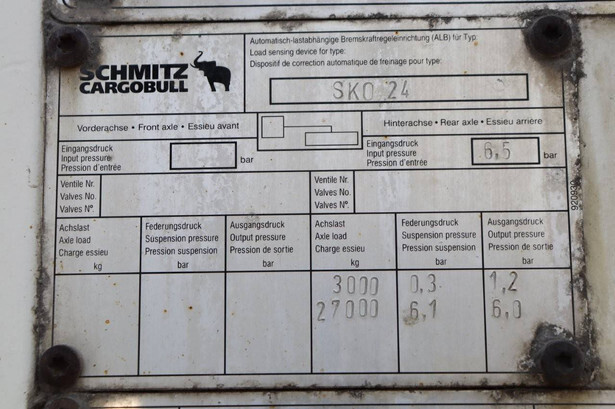 SCHMITZ
CARGOBULL
Automatisch-lastabhängige Bremskraftregeleinrichtung (ALB) für Typ:
Load sensing device for type:
Dispositif de correction automatique de freinage pour type:
SKO 24 S
Vorderachse • Front axle • Essieu avant
Hinterachse • Rear axle • Essieu arrière
Eingangsdruck
Input pressure
Pression d'entrée
bar
Eingangsdruck
Input pressure
Pression d'entrée
6,5 bar
Ventile Nr.
Valves No.
Valves Nº.
Ventile Nr.
Valves No.
Valves Nº.
920930
Achslast
Axle load
Charge essieu
kg
Federungsdruck
Suspension pressure
Pression suspension
bar
Ausgangsdruck
Output pressure
Pression de sortie
bar
Achslast
Axle load
Charge essieu
kg
Federungsdruck
Suspension pressure
Pression suspension
bar
Ausgangsdruck
Output pressure
Pression de sortie
bar
3000 0,3 1,2
27000 6,1 6,0